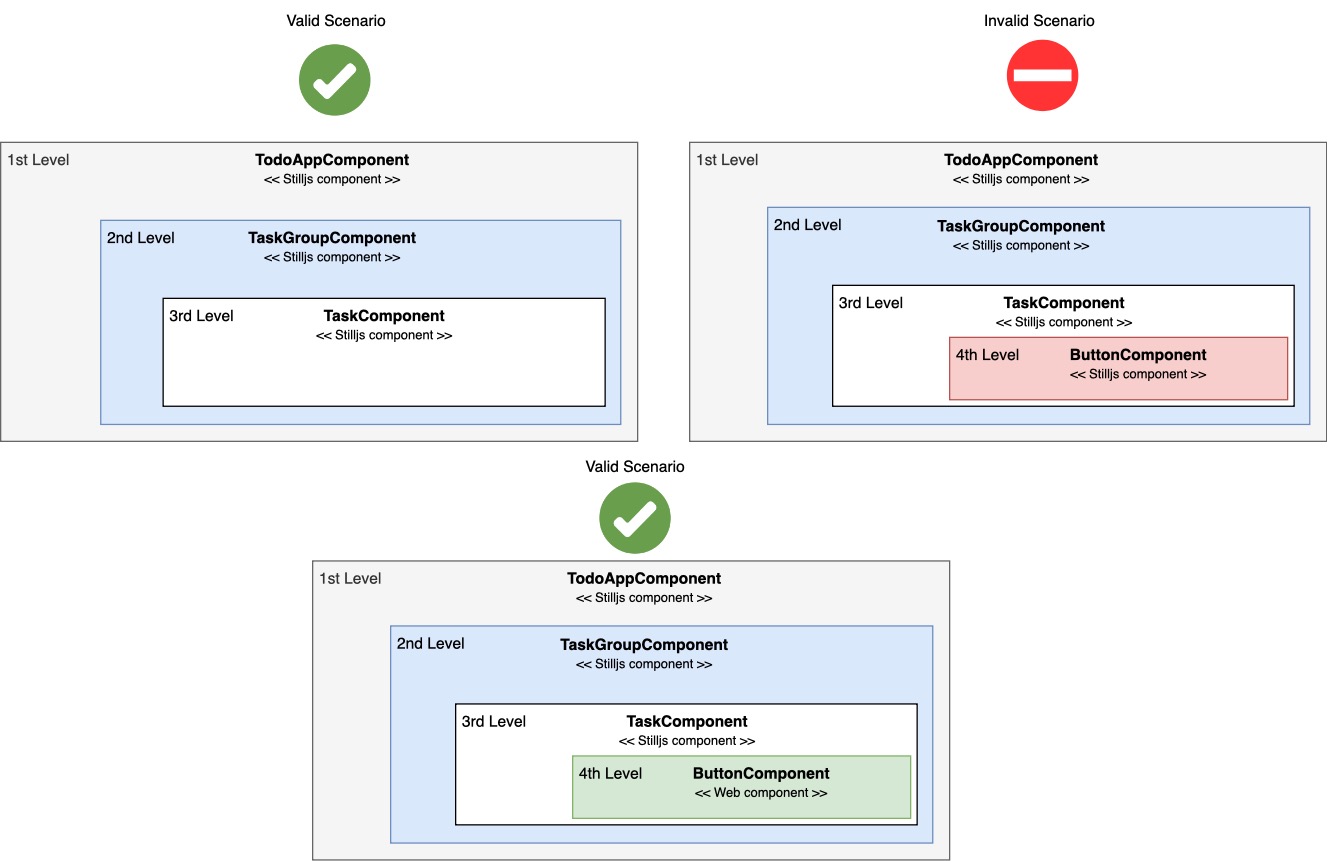 Valid Scenario
1st Level
TodoAppComponent
<< Stilljs component >>
2nd Level
TaskGroupComponent
<< Stilljs component >>
3rd Level
TaskComponent
<< Stilljs component >>
Invalid Scenario
1st Level
TodoAppComponent
<< Stilljs component >>
2nd Level
TaskGroupComponent
<< Stilljs component >>
3rd Level
TaskComponent
<< Stilljs component >>
4th Level
ButtonComponent
<< Stilljs component >>
Valid Scenario
1st Level
TodoAppComponent
<< Stilljs component >>
2nd Level
TaskGroupComponent
<< Stilljs component >>
3rd Level
TaskComponent
<< Stilljs component >>
4th Level
ButtonComponent
<< Web component >>